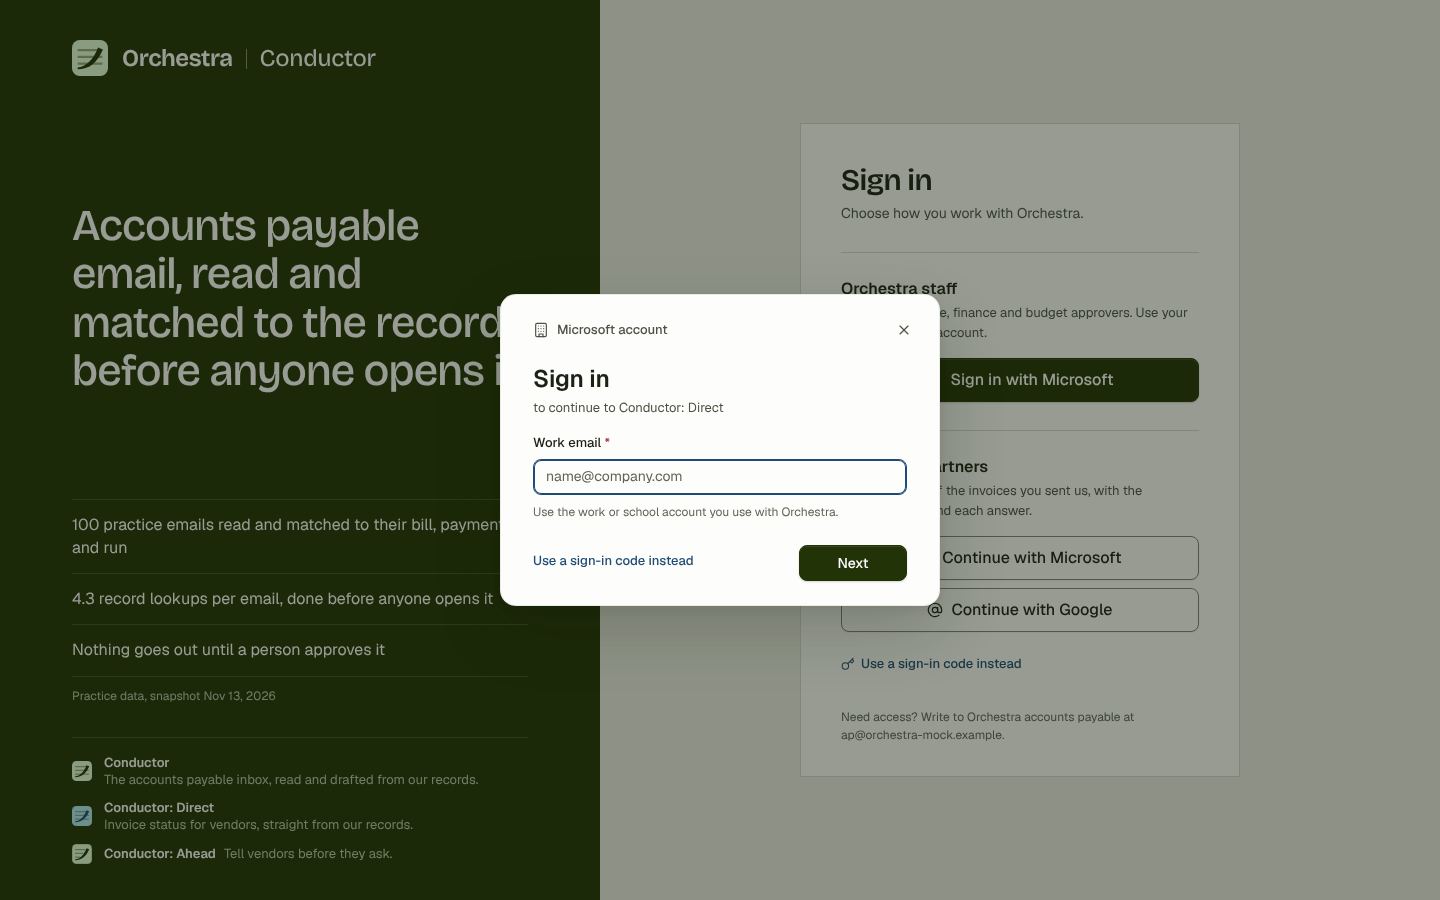 Orchestra | Conductor
Accounts payable
email, read and
matched to the record
before anyone opens
100 practice emails read and matched to their bill, payment
and run
4.3 record lookups per email, done before anyone opens it
Nothing goes out until a person approves it
Practice data, snapshot Nov 13, 2026
Conductor
The accounts payable inbox, read and drafted from our records.
Conductor: Direct
Invoice status for vendors, straight from our records.
Conductor: Ahead Tell vendors before they ask.
Microsoft account
Sign in
to continue to Conductor: Direct
Work email *
name@company.com
Use the work or school account you use with Orchestra.
Use a sign-in code instead
Next
Sign in
Choose how you work with Orchestra.
Orchestra staff
finance and budget approvers. Use your
account.
Sign in with Microsoft
the invoices you sent us, with the
each answer.
Continue with Microsoft
Continue with Google
Use a sign-in code instead
Need access? Write to Orchestra accounts payable at
ap@orchestra-mock.example.